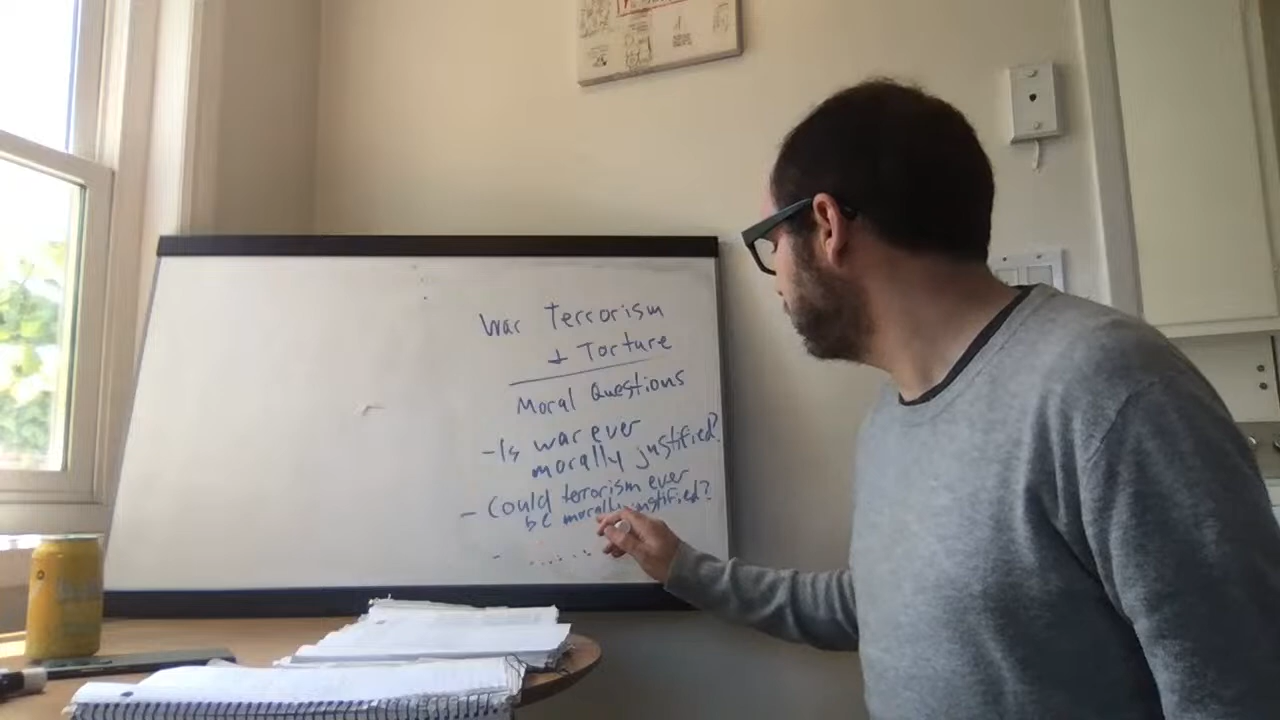 War Terrorism
+ Torture
Moral Questions
- Is war ever
morally justified?
- Could terrorism ever
be morally justified?
- ......